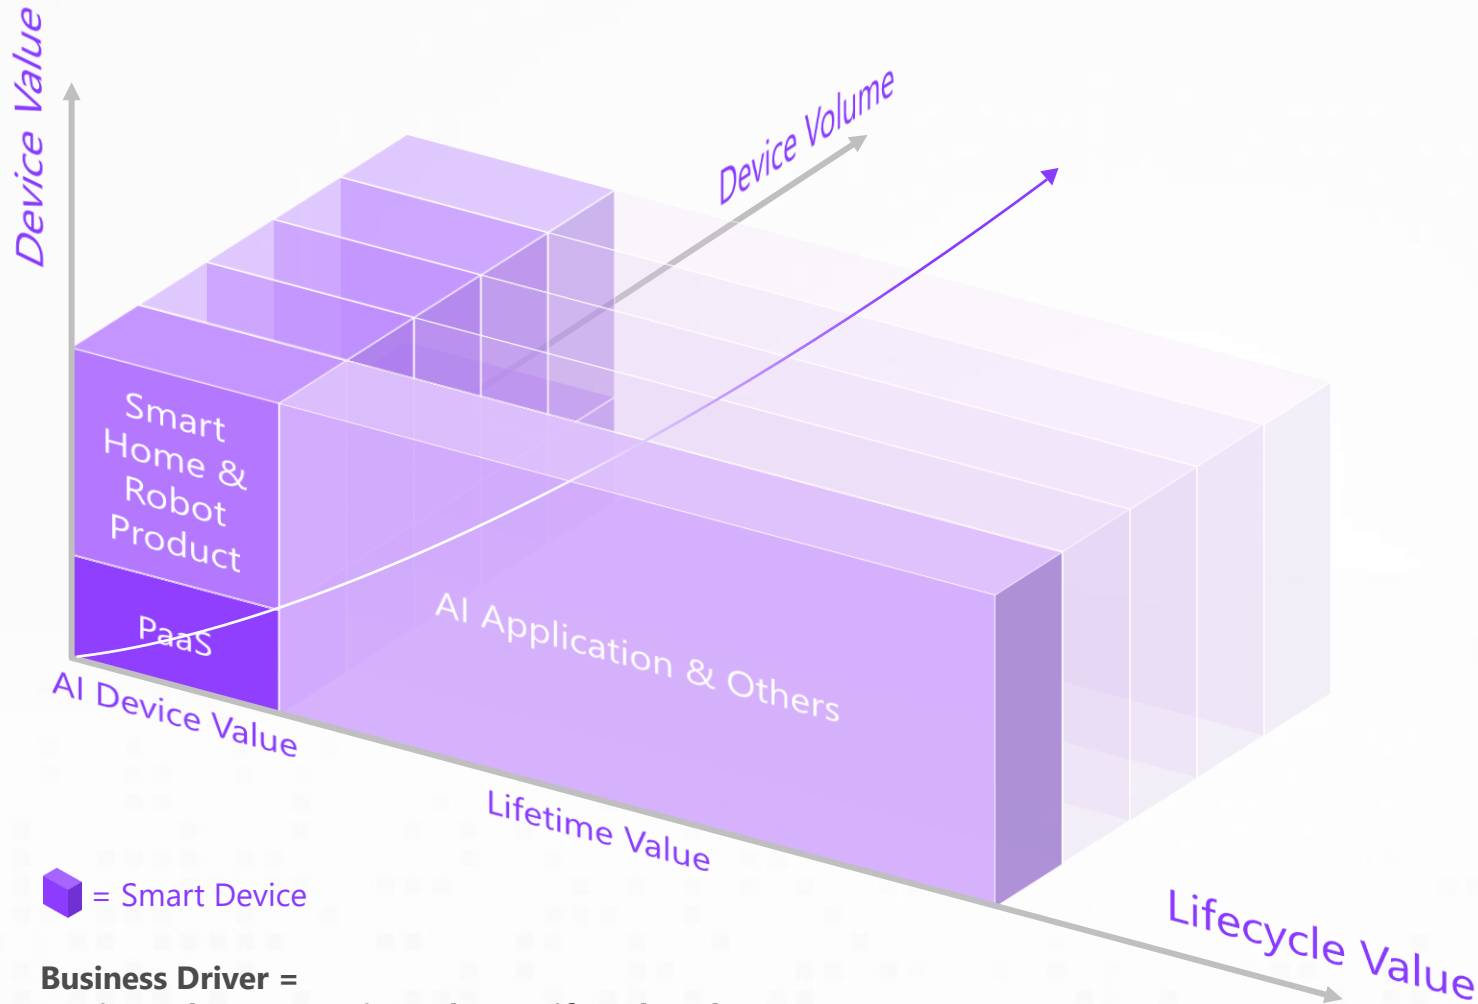 Device Value
Device Volume
Smart
Home &
Robot
Product
PaaS
AI Application & Others
AI Device Value
Lifetime Value
Lifecycle Value
= Smart Device
Business Driver =